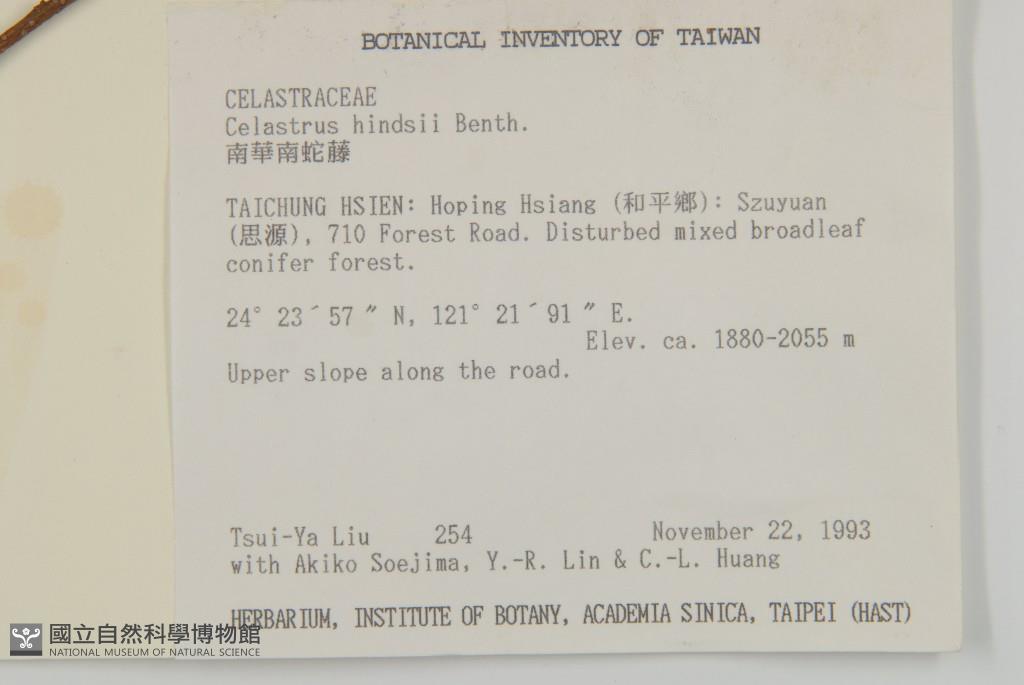 BOTANICAL INVENTORY OF TAIWAN
CELASTRACEAE
Celastrus hindsii Benth.
南華南蛇藤
TAICHUNG HSIEN: Hoping Hsiang (和平鄉): Szuyuan
(思源), 710 Forest Road. Disturbed mixed broadleaf
conifer forest.
24° 23´57 ″ N, 121° 21´91 ″ E.
Elev. ca. 1880-2055 m
Upper slope along the road.
Tsui-Ya Liu 254 November 22, 1993
with Akiko Soejima, Y.-R. Lin & C.-L. Huang
HERBARIUM, INSTITUTE OF BOTANY, ACADEMIA SINICA, TAIPEI (HAST)
國立自然科學博物館
NATIONAL MUSEUM OF NATURAL SCIENCE